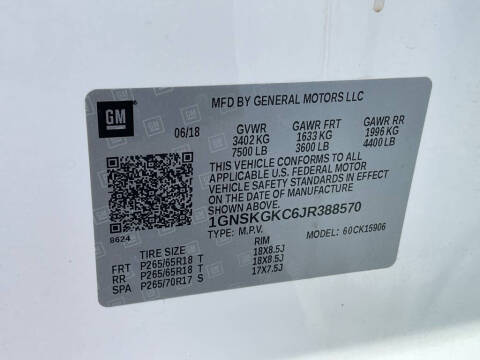 GM
MFD BY GENERAL MOTORS LLC
06/18
GVWR GAWR FRT GAWR RR
3402 KG 1633 KG 1996 KG
7500 LB 3600 LB 4400 LB
THIS VEHICLE CONFORMS TO ALL
APPLICABLE U.S. FEDERAL MOTOR
VEHICLE SAFETY STANDARDS IN EFFECT
ON THE DATE OF MANUFACTURE
SHOWN ABOVE.
1GNSKGKC6JR388570
TYPE: M.P.V. MODEL: 60CK15906
8624
TIRE SIZE RIM
FRT P265/65R18 T 18X8.5J
RR P265/65R18 T 18X8.5J
SPA P265/70R17 S 17X7.5J